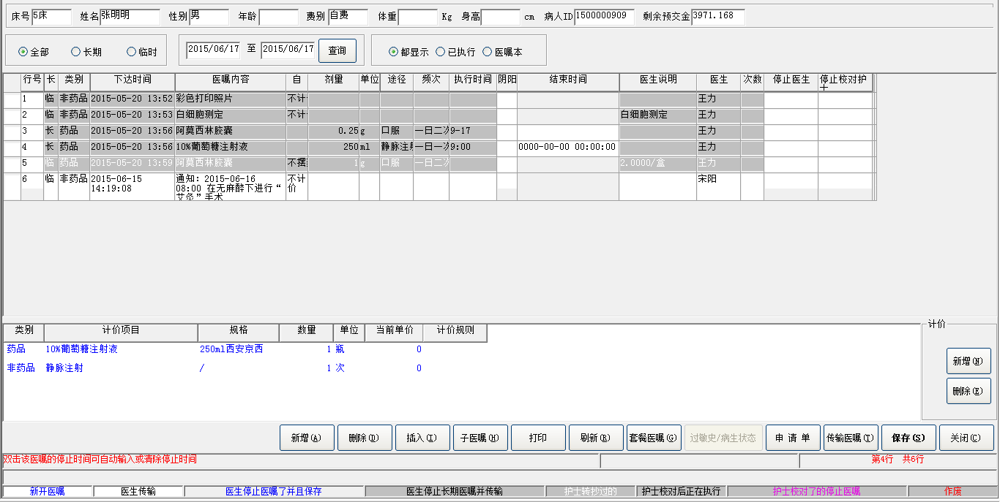 床号 5床 姓名 张明明 性别 男 年龄 费别 自费 体重 Kg 身高 cm 病人ID 1500000909 剩余预交金 3971.168
全部 长期 临时 2015/06/17 至 2015/06/17 查询 都显示 已执行 医嘱本
行号 长 类别 下达时间 医嘱内容 自 剂量 单位 途径 频次 执行时间 阴阳 结束时间 医生说明 医生 次数 停止医生 停止校对护
1 临 非药品 2015-05-20 13:52 彩色打印照片 不计 王力
2 临 非药品 2015-05-20 13:53 白细胞测定 不计 白细胞测定 王力
3 长 药品 2015-05-20 13:56 阿莫西林胶囊 0.25 g 口服 一日二次 9-17 王力
4 长 药品 2015-05-20 13:56 10%葡萄糖注射液 250 ml 静脉注射 一日一次 9:00 0000-00-00 00:00:00 王力
5 临 药品 2015-05-20 13:59 阿莫西林胶囊 不摆 1 g 口服 一日二次 2.0000/盒 王力
6 临 非药品 2015-06-15 通知: 2015-06-16 不计 宋阳
14:19:08 08:00 在无麻醉下进行“ 价
艾灸”手术
类别 计价项目 规格 数量 单位 当前单价 计价规则
药品 10%葡萄糖注射液 250ml西安京西 1 瓶 0
非药品 静脉注射 / 1 次 0
计价
新增(N)
删除(E)
新增(A) 删除(D) 插入(I) 子医嘱(H) 打印 刷新(R) 套餐医嘱(G) 过敏史/病生状态 申 请 单 传输医嘱(T) 保存(S) 关闭(C)
双击该医嘱的停止时间可自动输入或清除停止时间 第4行 共6行
新开医嘱 医生传输 医生停止医嘱了并且保存 医生停止长期医嘱并传输 护士转抄过的 护士校对后正在执行 护士校对了的停止医嘱 作废